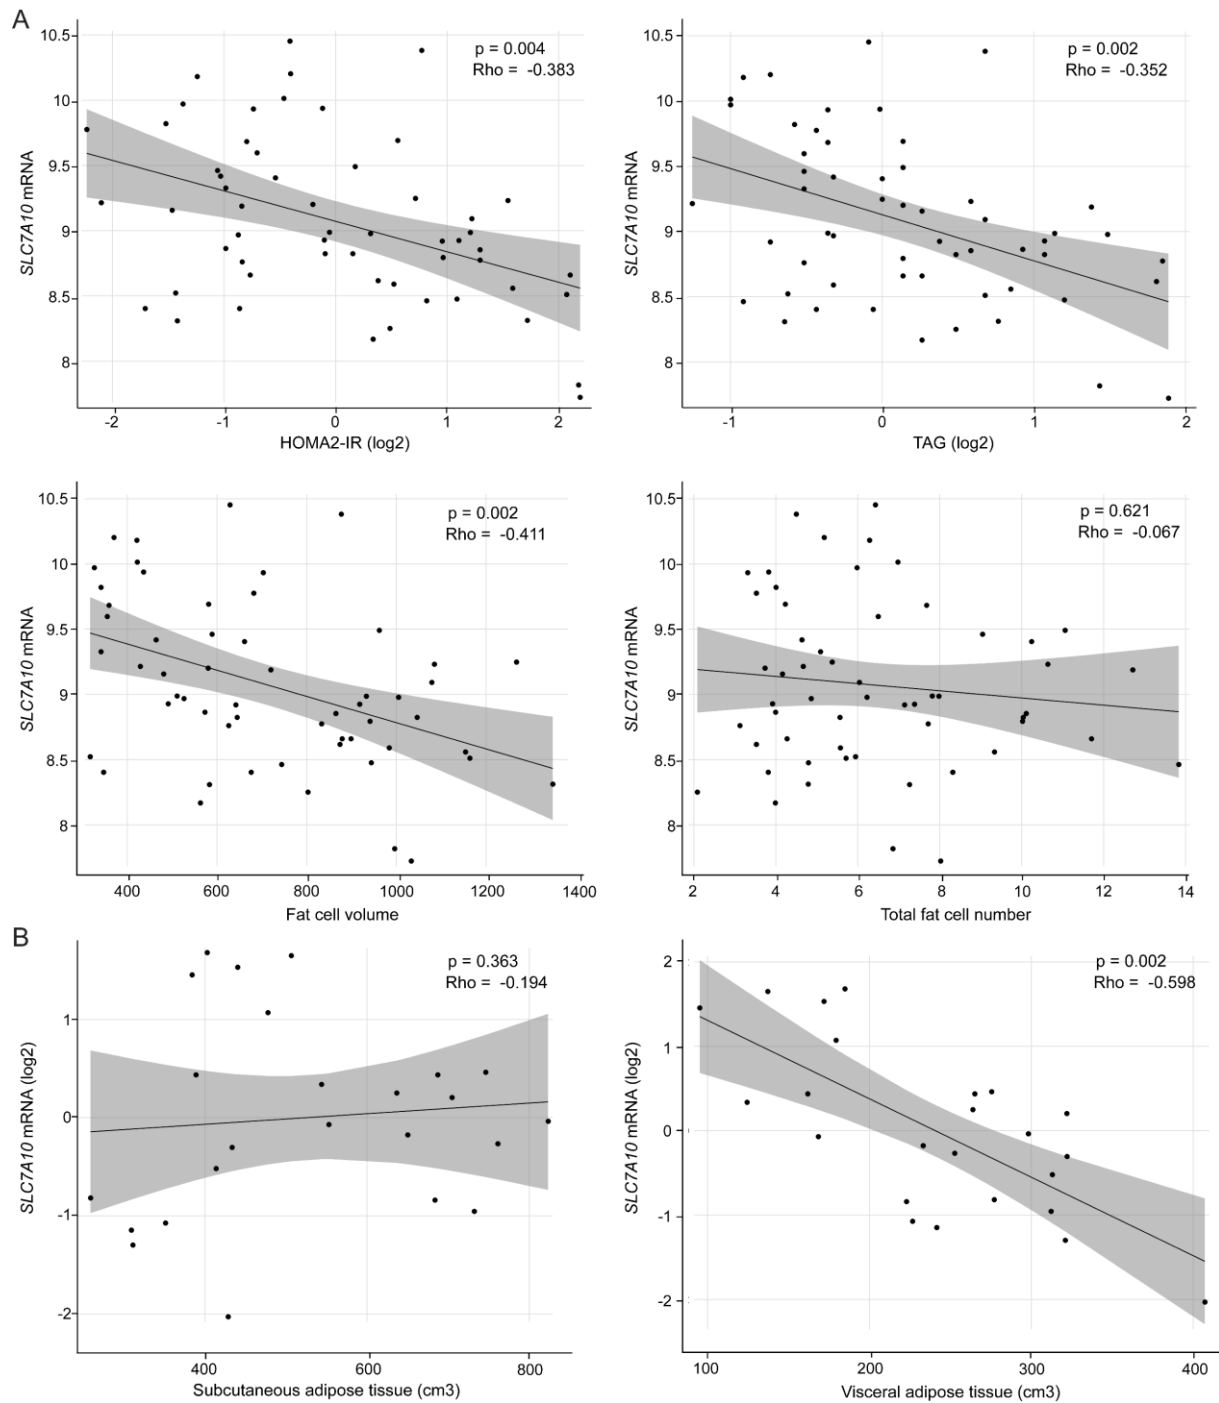 A
10.5
10
9.5
9
8.5
8
SLC7A10 mRNA
p = 0.004
Rho = -0.383
-2 -1 0 1 2
HOMA2-IR (log2)
10.5
10
9.5
9
8.5
8
SLC7A10 mRNA
p = 0.002
Rho = -0.352
-1 0 1 2
TAG (log2)
10.5
10
9.5
9
8.5
8
SLC7A10 mRNA
p = 0.002
Rho = -0.411
400 600 800 1000 1200 1400
Fat cell volume
10.5
10
9.5
9
8.5
8
SLC7A10 mRNA
p = 0.621
Rho = -0.067
2 4 6 8 10 12 14
Total fat cell number
B
1
0
-1
-2
SLC7A10 mRNA (log2)
p = 0.363
Rho = -0.194
400 600 800
Subcutaneous adipose tissue (cm3)
2
1
0
-1
-2
SLC7A10 mRNA (log2)
p = 0.002
Rho = -0.598
100 200 300 400
Visceral adipose tissue (cm3)